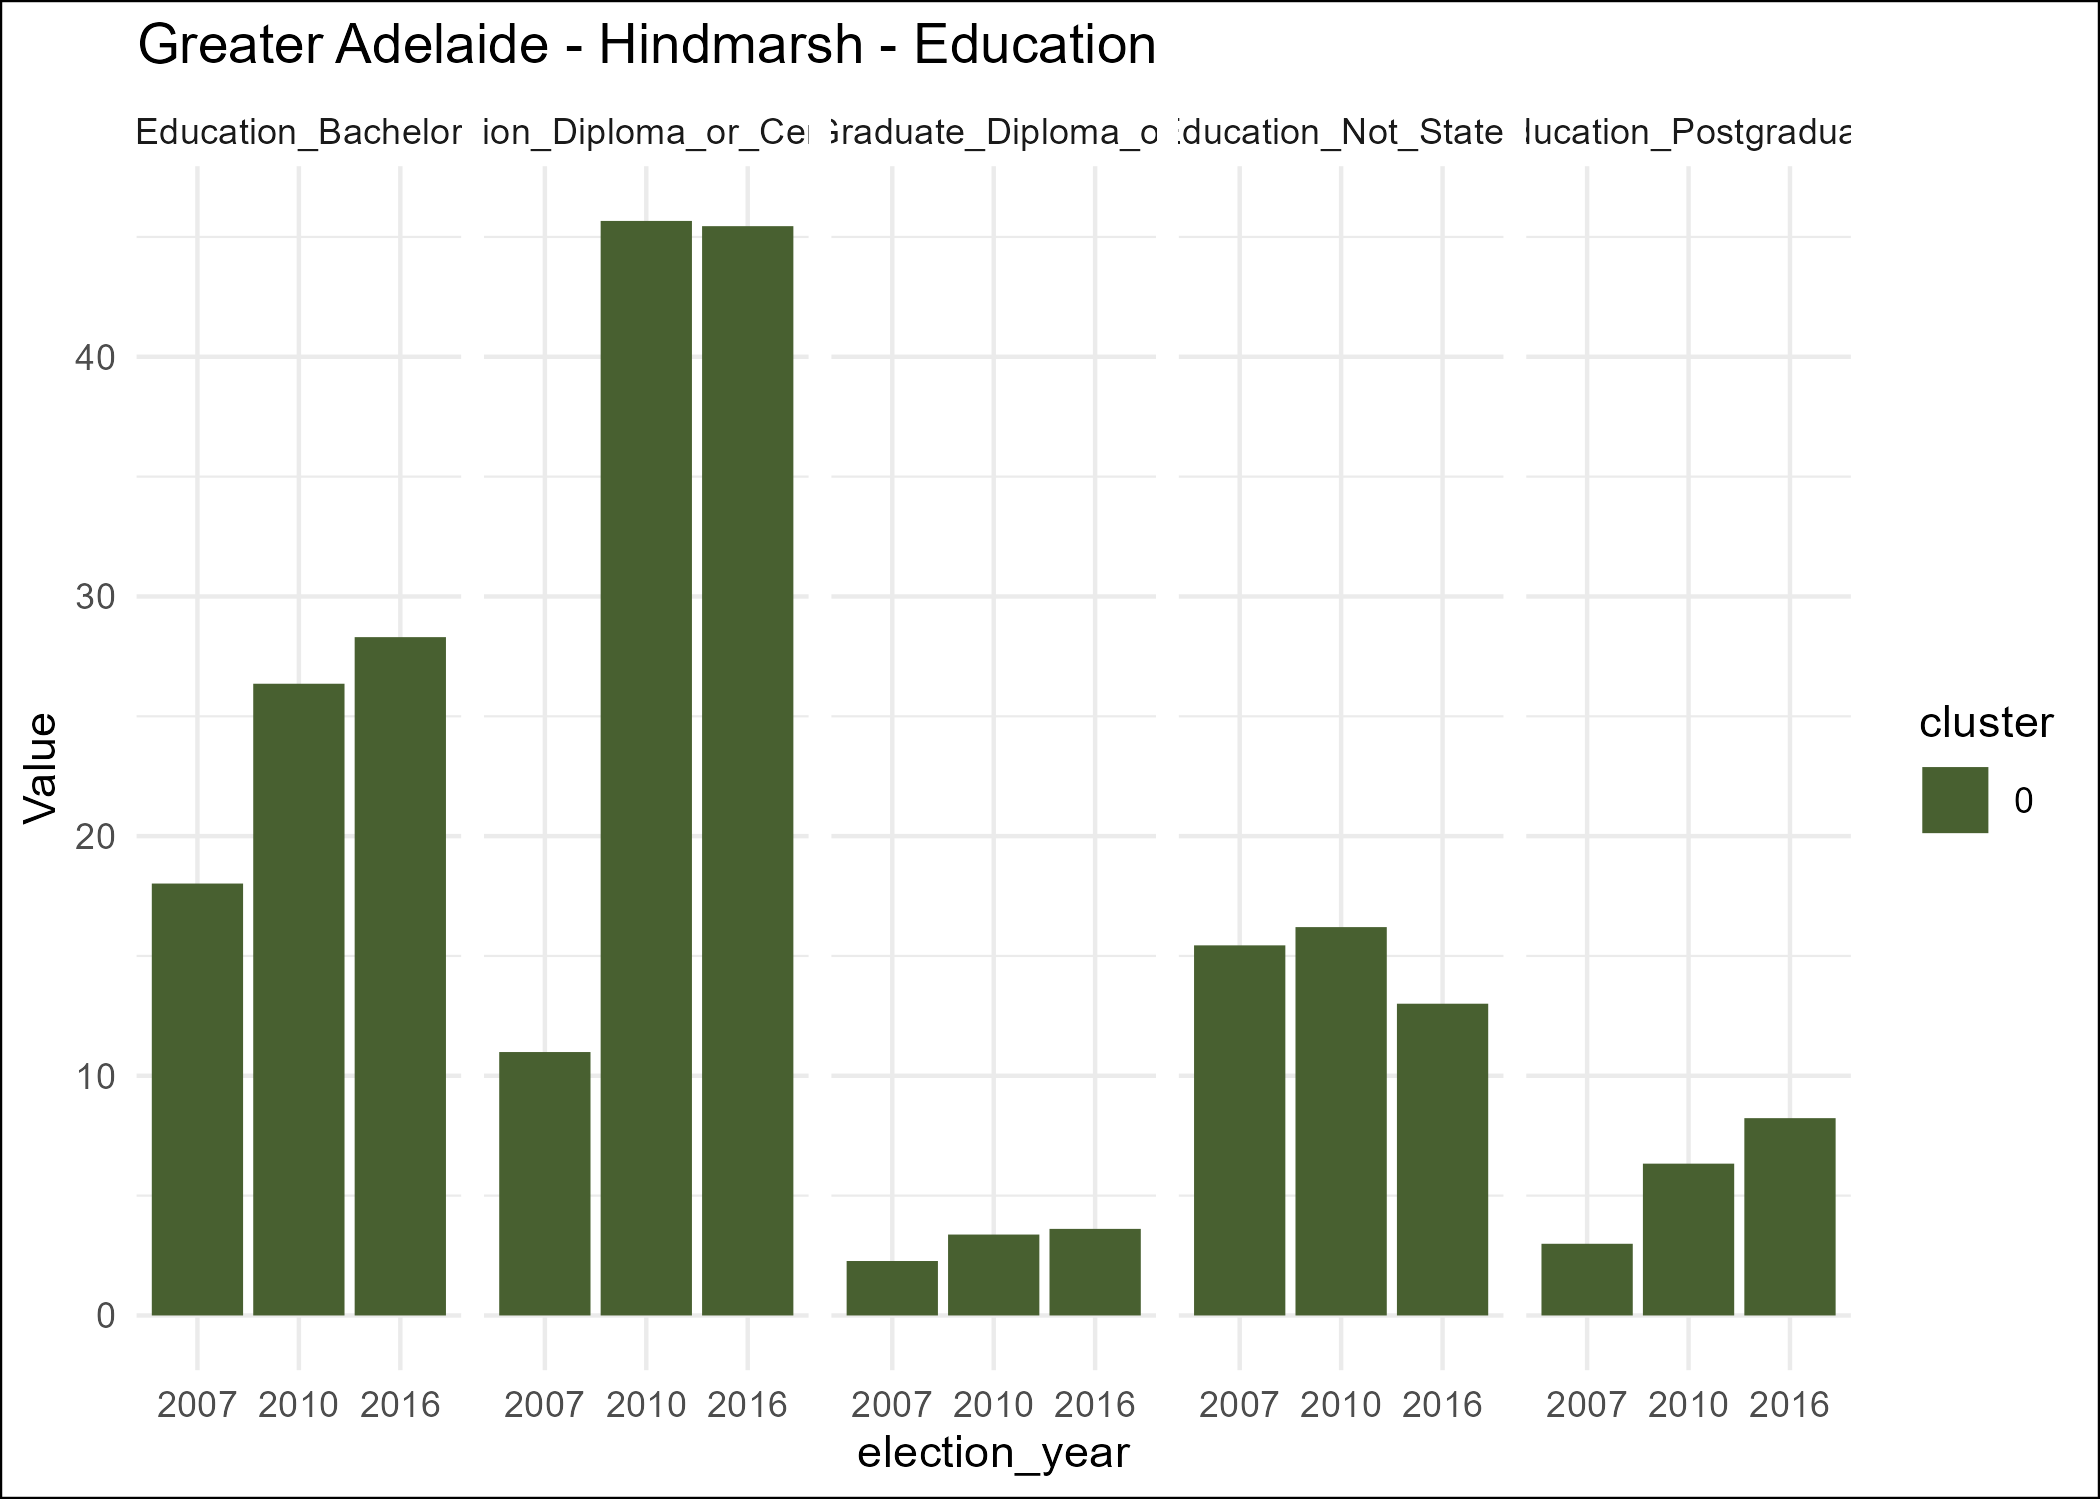 Greater Adelaide - Hindmarsh - Education
Education_Bachelor ion_Diploma_or_Cer Graduate_Diploma_o Education_Not_State ducation_Postgradua
40
30
20
10
0
Value
2007 2010 2016 2007 2010 2016 2007 2010 2016 2007 2010 2016 2007 2010 2016
election_year
cluster
0